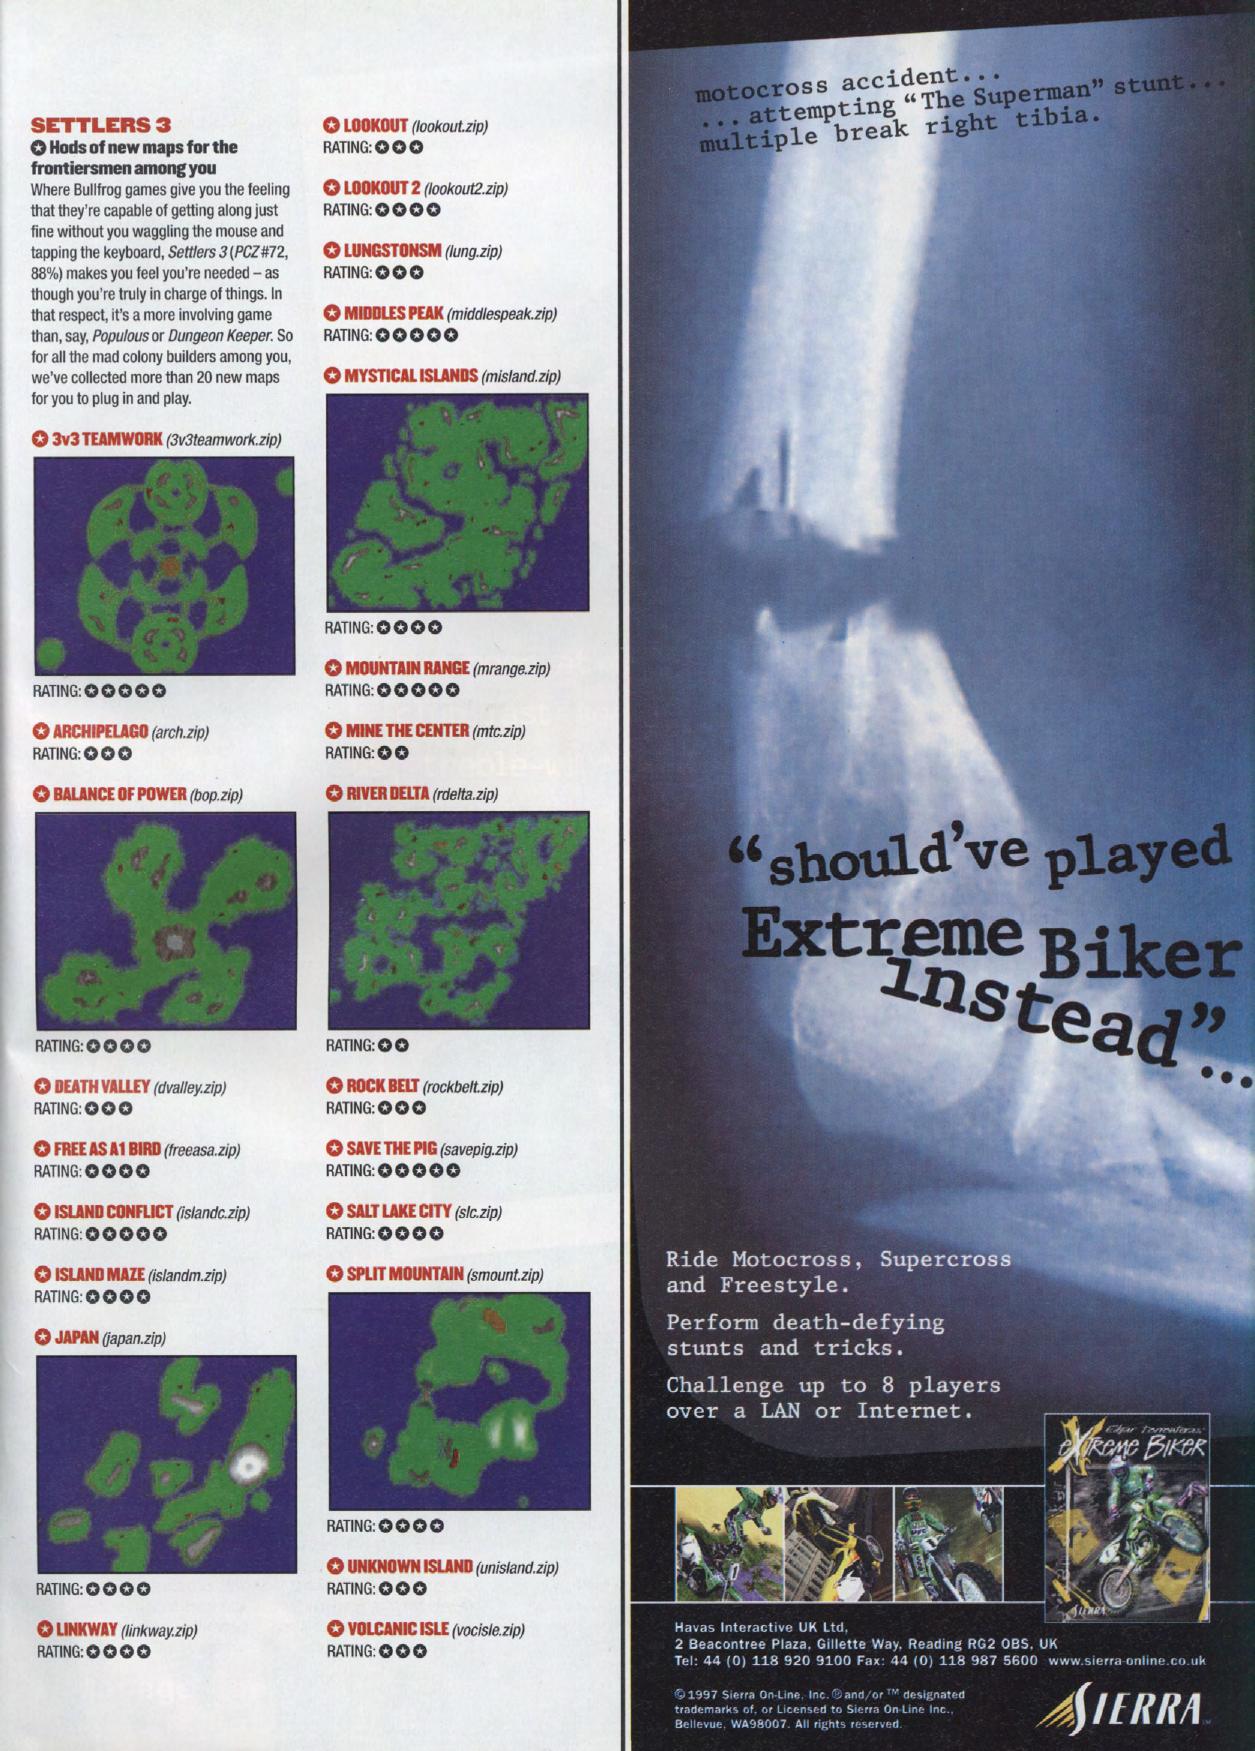 SETTLERS 3
Hods of new maps for the
frontiersmen among you
Where Bullfrog games give you the feeling
that they're capable of getting along just
fine without you waggling the mouse and
tapping the keyboard, Settlers 3 (PCZ #72,
88%) makes you feel you're needed – as
though you're truly in charge of things. In
that respect, it's a more involving game
than, say, Populous or Dungeon Keeper. So
for all the mad colony builders among you,
we've collected more than 20 new maps
for you to plug in and play.
3v3 TEAMWORK (3v3teamwork.zip)
RATING: ✪✪✪✪✪
ARCHIPELAGO (arch.zip)
RATING: ✪✪✪
BALANCE OF POWER (bop.zip)
RATING: ✪✪✪✪
DEATH VALLEY (dvalley.zip)
RATING: ✪✪✪
FREE AS A1 BIRD (freeasa.zip)
RATING: ✪✪✪✪
ISLAND CONFLICT (islandc.zip)
RATING: ✪✪✪✪✪
ISLAND MAZE (islandm.zip)
RATING: ✪✪✪✪
JAPAN (japan.zip)
RATING: ✪✪✪✪
LINKWAY (linkway.zip)
RATING: ✪✪✪✪
LOOKOUT (lookout.zip)
RATING: ✪✪✪
LOOKOUT 2 (lookout2.zip)
RATING: ✪✪✪✪
LUNGSTONSM (lung.zip)
RATING: ✪✪✪
MIDDLES PEAK (middlespeak.zip)
RATING: ✪✪✪✪✪
MYSTICAL ISLANDS (misland.zip)
RATING: ✪✪✪✪
MOUNTAIN RANGE (mrange.zip)
RATING: ✪✪✪✪✪
MINE THE CENTER (mtc.zip)
RATING: ✪✪
RIVER DELTA (rdelta.zip)
RATING: ✪✪
ROCK BELT (rockbelt.zip)
RATING: ✪✪✪
SAVE THE PIG (savepig.zip)
RATING: ✪✪✪✪✪
SALT LAKE CITY (slc.zip)
RATING: ✪✪✪✪
SPLIT MOUNTAIN (smount.zip)
RATING: ✪✪✪✪
UNKNOWN ISLAND (unisland.zip)
RATING: ✪✪✪
VOLCANIC ISLE (vocisle.zip)
RATING: ✪✪✪
motocross accident...
...attempting “The Superman” stunt...
multiple break right tibia.
“should've played
Extreme Biker
instead”...
Ride Motocross, Supercross
and Freestyle.
Perform death-defying
stunts and tricks.
Challenge up to 8 players
over a LAN or Internet.
EXTREME BIKER
SIERRA
Havas Interactive UK Ltd,
2 Beacontree Plaza, Gillette Way, Reading RG2 OBS, UK
Tel: 44 (0) 118 920 9100 Fax: 44 (0) 118 987 5600 www.sierra-online.co.uk
© 1997 Sierra On-Line, Inc. ® and/or ™ designated
trademarks of, or Licensed to Sierra On-Line Inc.,
Bellevue, WA98007. All rights reserved.
SIERRA